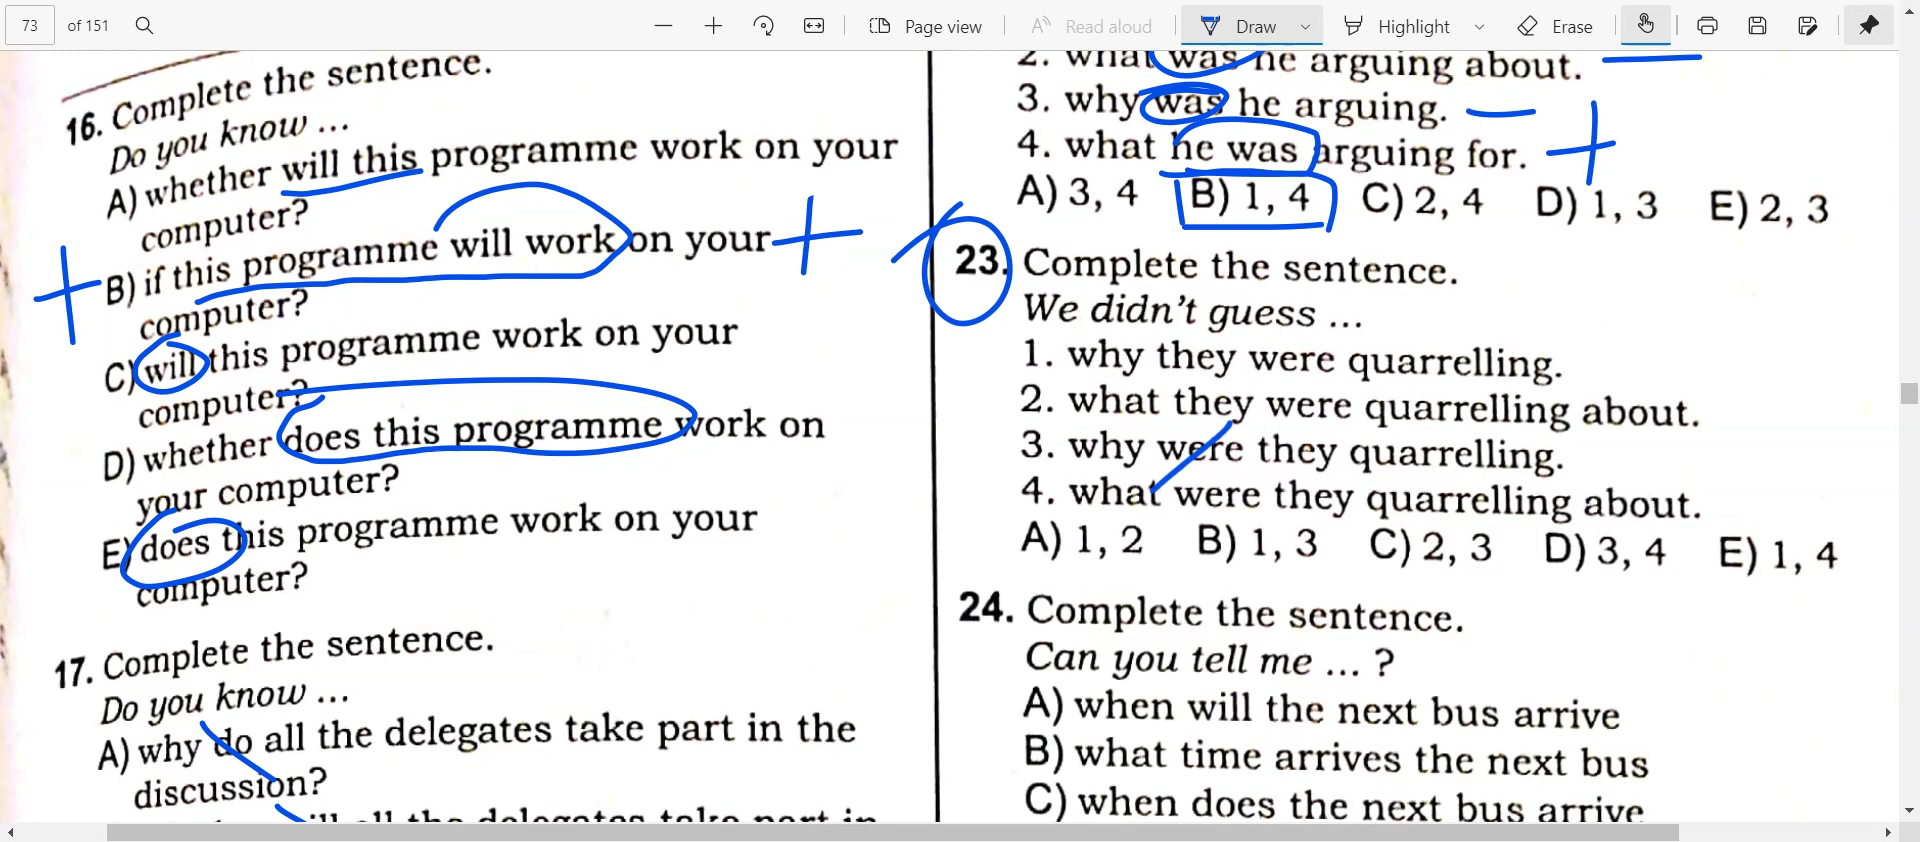 73 of 151 Page view Read aloud Draw Highlight Erase
16. Complete the sentence.
Do you know ...
A) whether will this programme work on your
computer?
B) if this programme will work on your
computer?
C) will this programme work on your
computer?
D) whether does this programme work on
your computer?
E) does this programme work on your
computer?
17. Complete the sentence.
Do you know ...
A) why do all the delegates take part in the
discussion?
all the delegates take part in
2. what was he arguing about.
3. why was he arguing.
4. what he was arguing for.
A) 3, 4 B) 1, 4 C) 2, 4 D) 1, 3 E) 2, 3
23. Complete the sentence.
We didn't guess ...
1. why they were quarrelling.
2. what they were quarrelling about.
3. why were they quarrelling.
4. what were they quarrelling about.
A) 1, 2 B) 1, 3 C) 2, 3 D) 3, 4 E) 1, 4
24. Complete the sentence.
Can you tell me ... ?
A) when will the next bus arrive
B) what time arrives the next bus
C) when does the next bus arrive